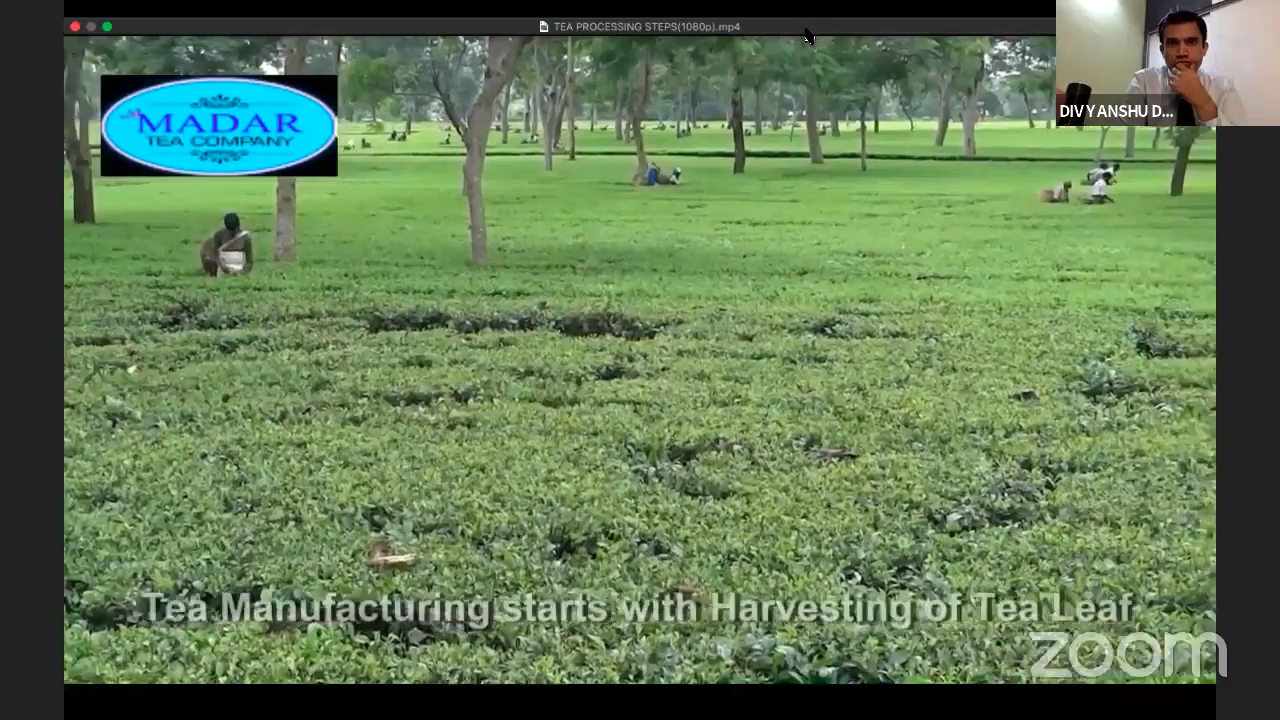 TEA PROCESSING STEPS(1080p).mp4
DIVYANSHU D...
MADAR
TEA COMPANY
Tea Manufacturing starts with Harvesting of Tea Leaf
zoom